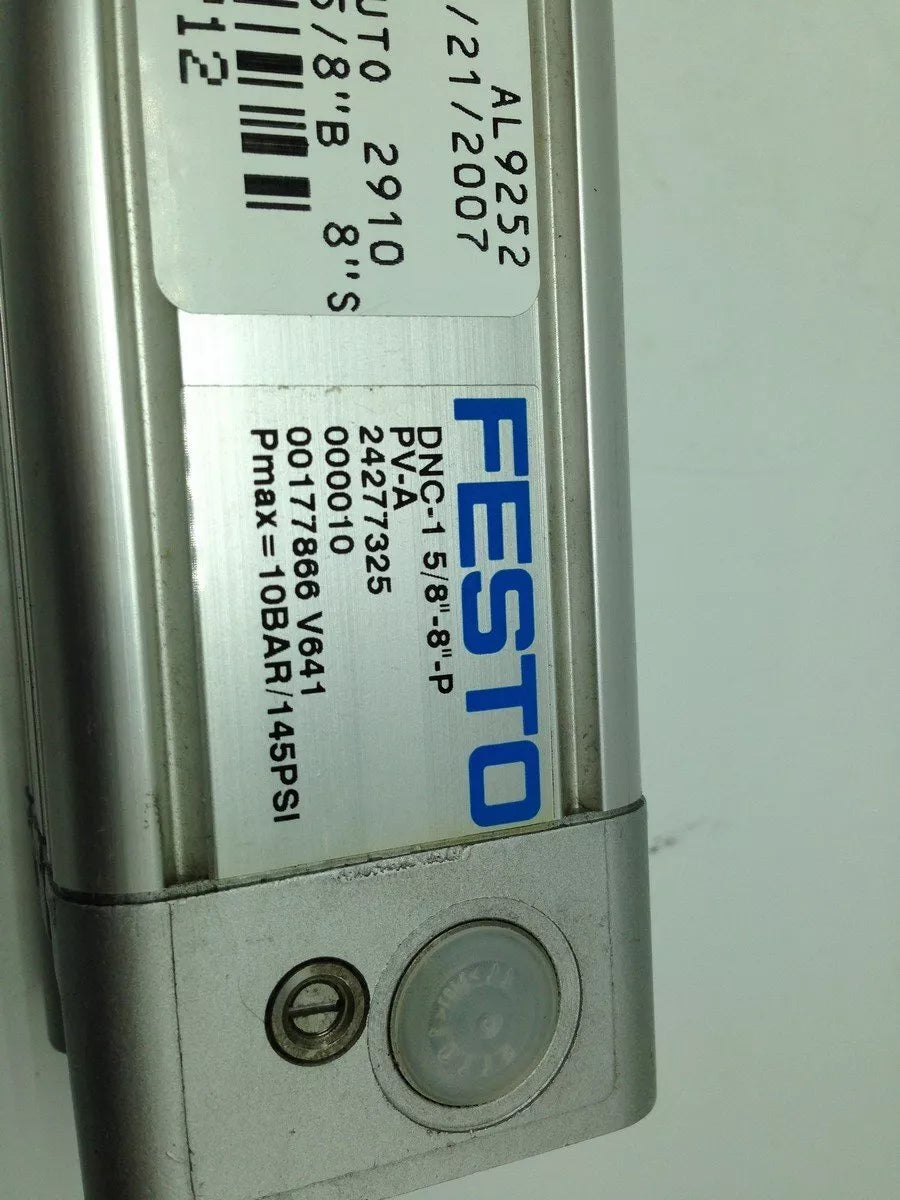 AL9252
/21/2007
UTO 2910
5/8"B 8"S
12
FESTO
DNC-1 5/8"-8"-P
PV-A
24277325
000010
00177866 V641
Pmax=10BAR/145PSI